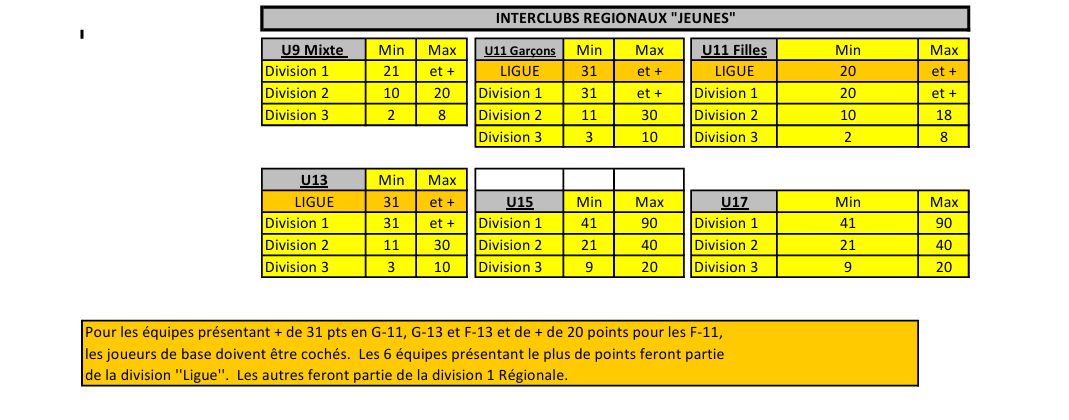 INTERCLUBS REGIONAUX "JEUNES"
U9 Mixte Min Max
Division 1 21 et +
Division 2 10 20
Division 3 2 8
U11 Garçons Min Max
LIGUE 31 et +
Division 1 31 et +
Division 2 11 30
Division 3 3 10
U11 Filles Min Max
LIGUE 20 et +
Division 1 20 et +
Division 2 10 18
Division 3 2 8
U13 Min Max
LIGUE 31 et +
Division 1 31 et +
Division 2 11 30
Division 3 3 10
U15 Min Max
Division 1 41 90
Division 2 21 40
Division 3 9 20
U17 Min Max
Division 1 41 90
Division 2 21 40
Division 3 9 20
Pour les équipes présentant + de 31 pts en G-11, G-13 et F-13 et de + de 20 points pour les F-11,
les joueurs de base doivent être cochés. Les 6 équipes présentant le plus de points feront partie
de la division ''Ligue''. Les autres feront partie de la division 1 Régionale.